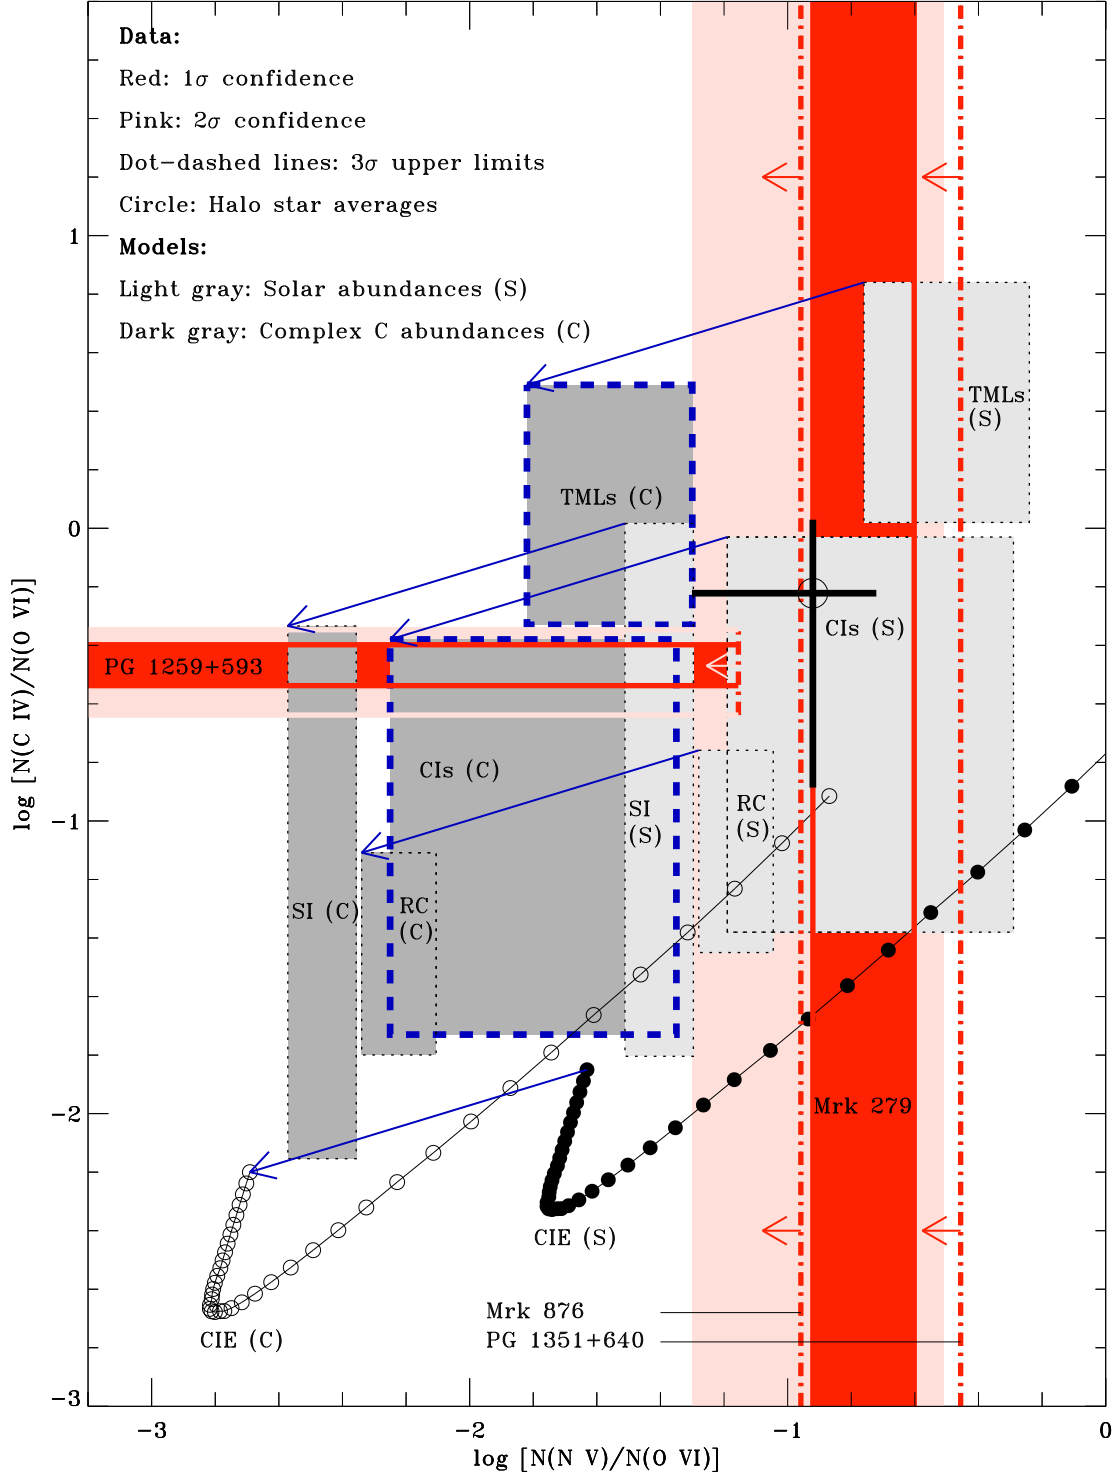 Data:
Red: 1σ confidence
Pink: 2σ confidence
Dot-dashed lines: 3σ upper limits
Circle: Halo star averages
Models:
Light gray: Solar abundances (S)
Dark gray: Complex C abundances (C)
1
0
-1
-2
-3
log [N(C IV)/N(O VI)]
TMLs
(S)
TMLs (C)
CIs (S)
PG 1259+593
CIs (C)
SI
(S)
RC
(S)
SI (C)
RC
(C)
Mrk 279
CIE (S)
CIE (C)
Mrk 876
PG 1351+640
-3
-2
-1
0
log [N(N V)/N(O VI)]